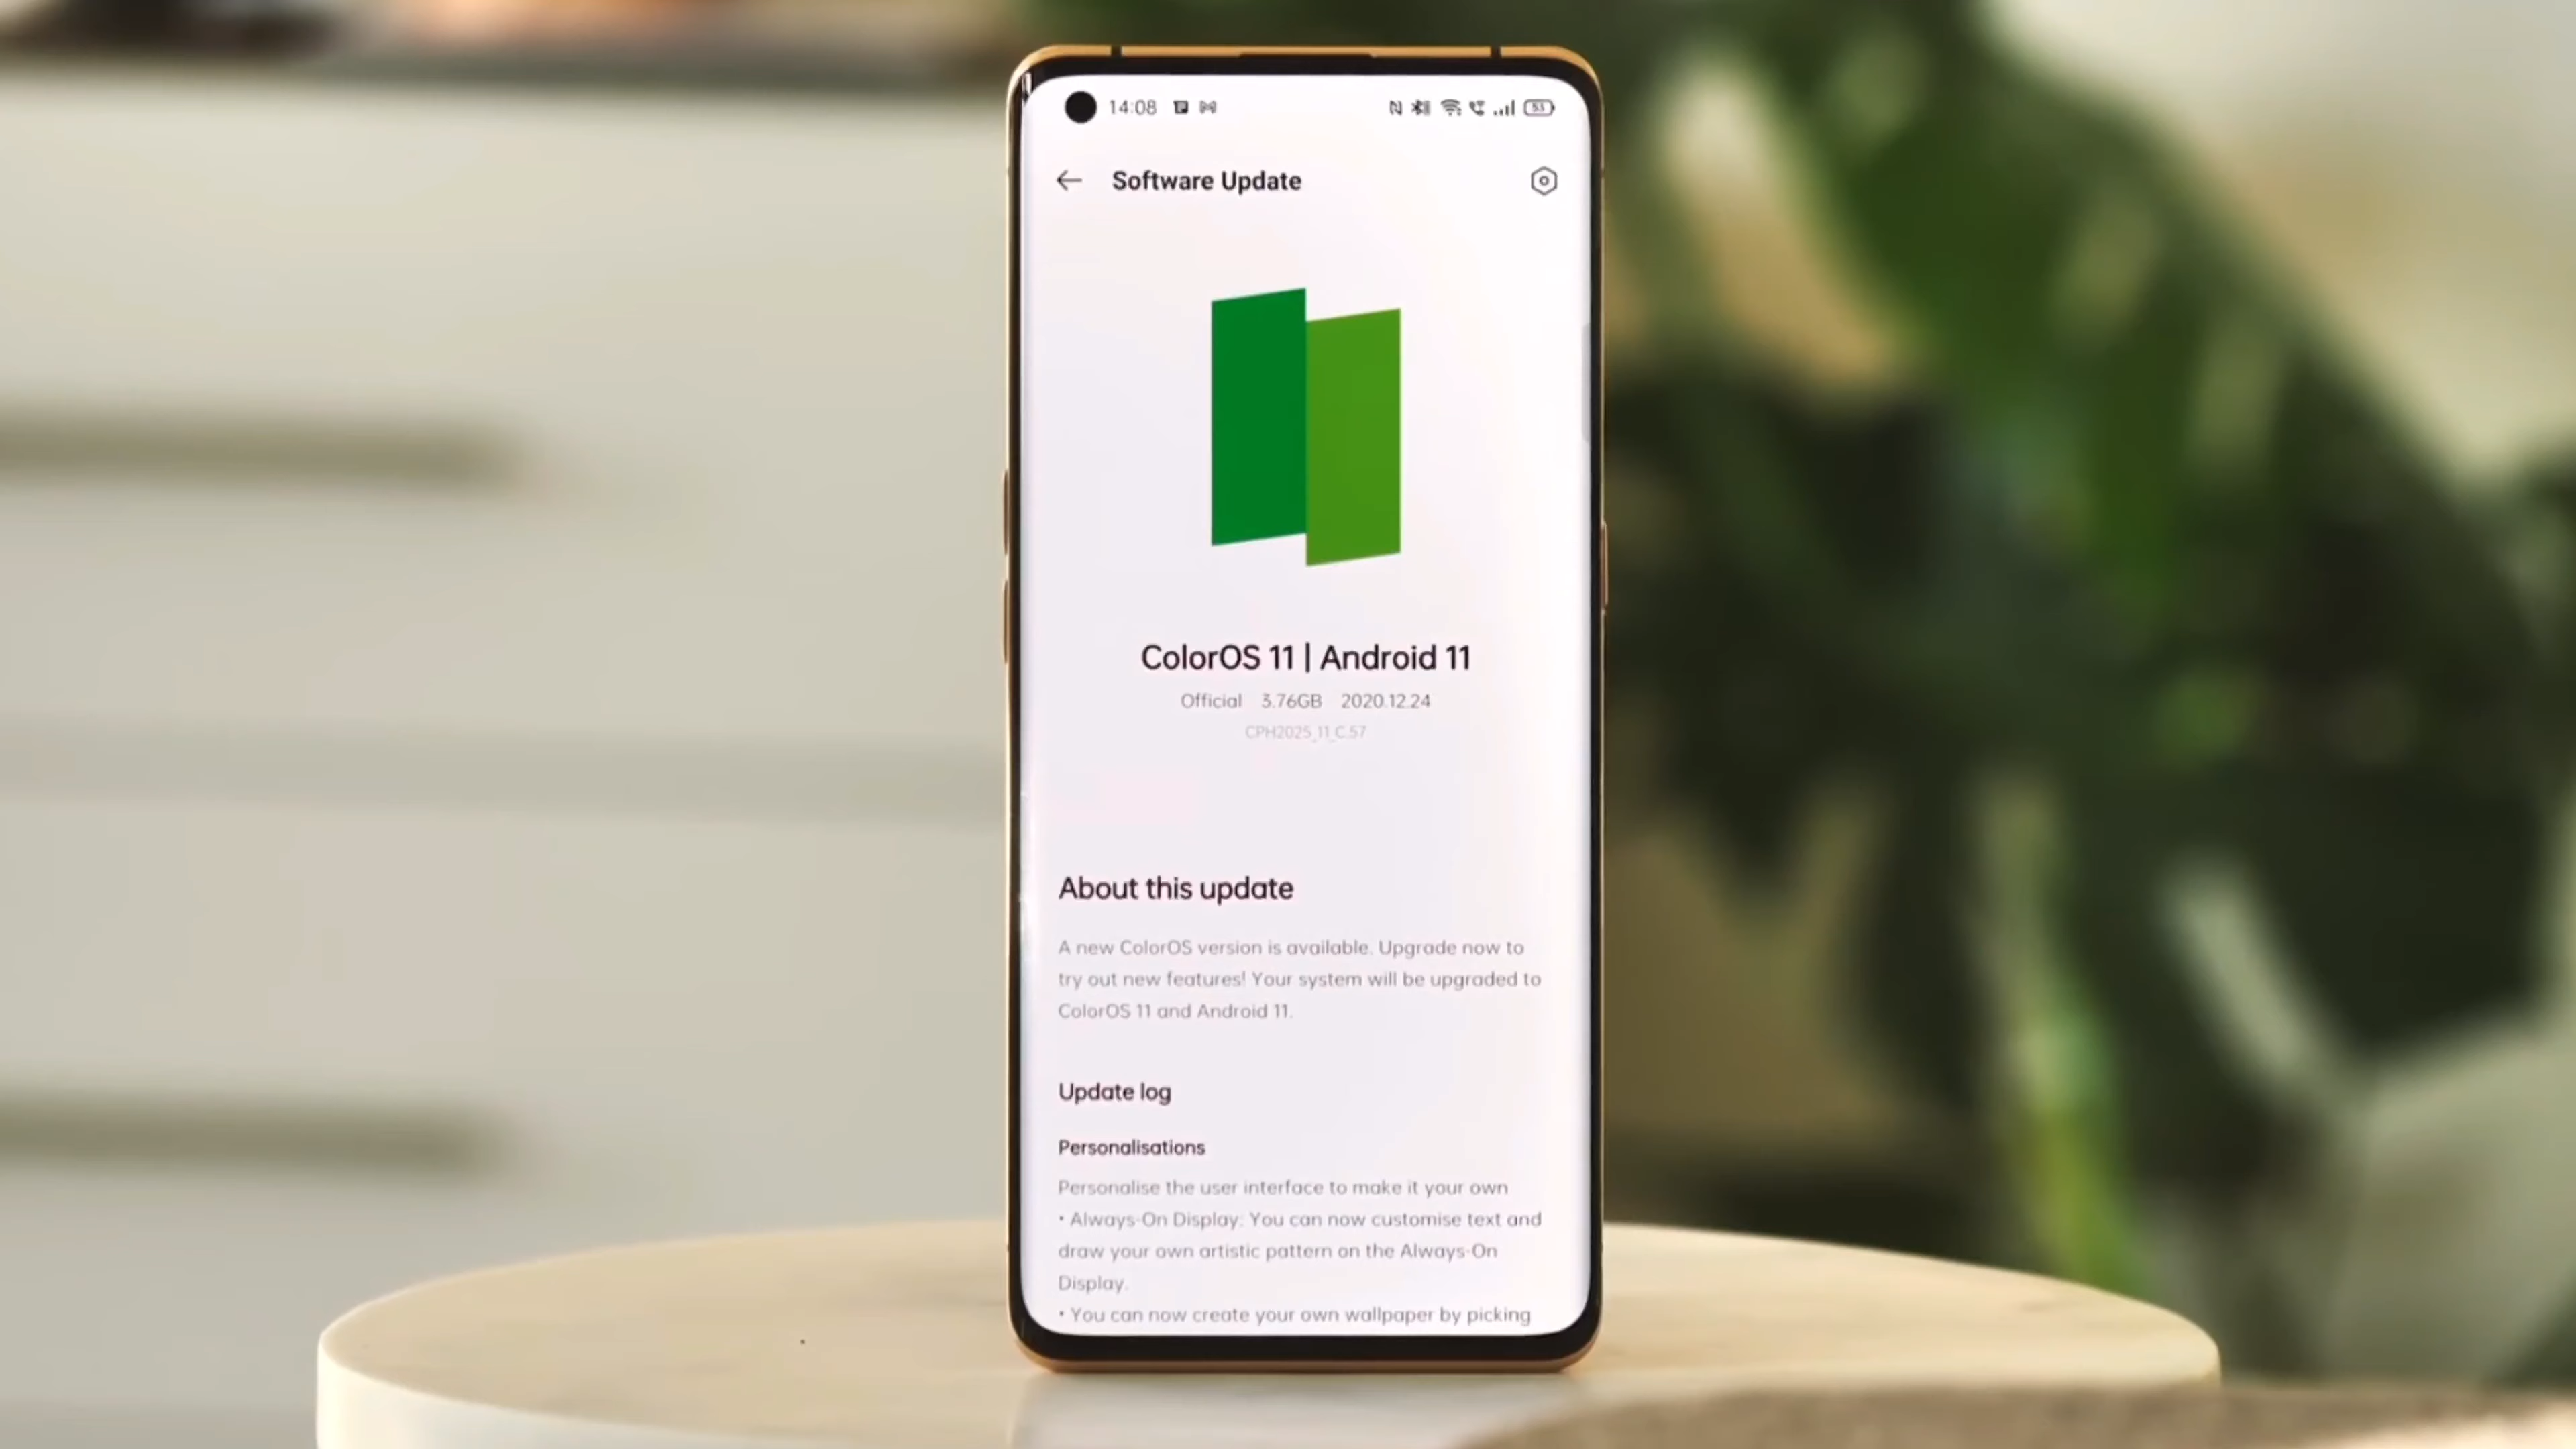 14:08
53
Software Update
ColorOS 11 | Android 11
Official 3.76GB 2020.12.24
CPH2025_11_C.57
About this update
A new ColorOS version is available. Upgrade now to
try out new features! Your system will be upgraded to
ColorOS 11 and Android 11.
Update log
Personalisations
Personalise the user interface to make it your own
• Always-On Display: You can now customise text and
draw your own artistic pattern on the Always-On
Display.
• You can now create your own wallpaper by picking